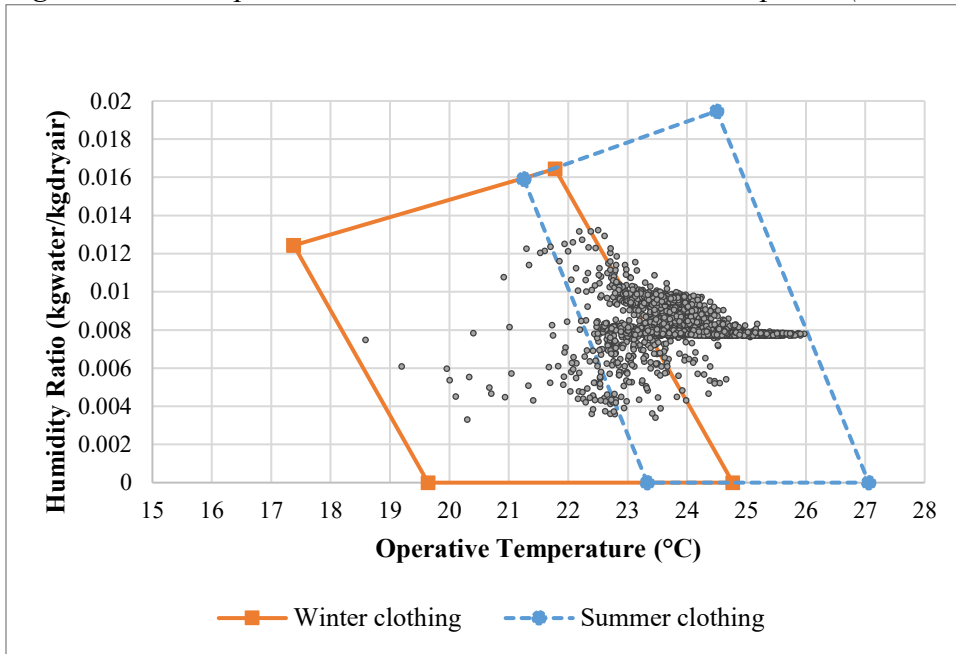 Humidity Ratio (kgwater/kgdryair)
0.02
0.018
0.016
0.014
0.012
0.01
0.008
0.006
0.004
0.002
0
15 16 17 18 19 20 21 22 23 24 25 26 27 28
Operative Temperature (°C)
Winter clothing Summer clothing